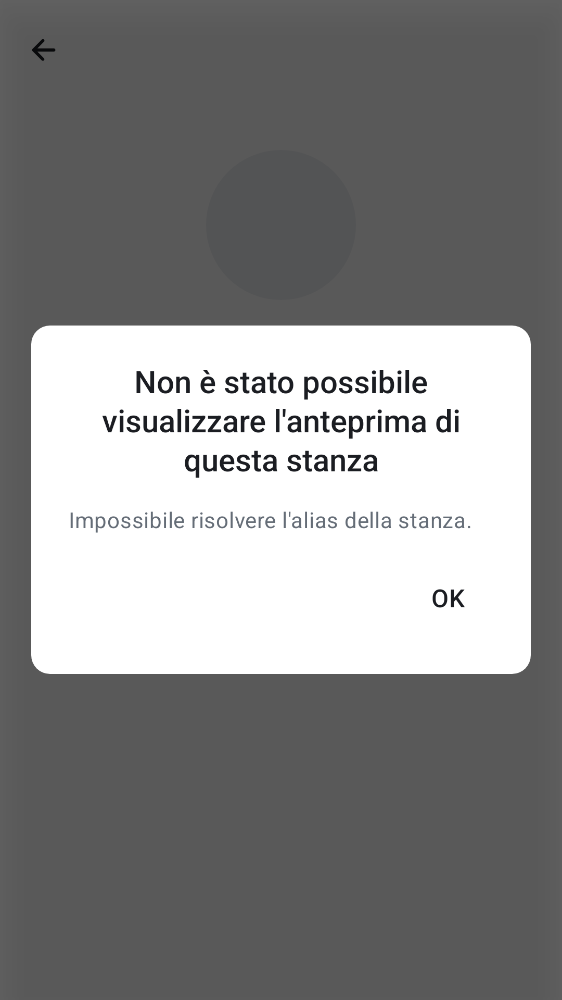 Non è stato possibile
visualizzare l'anteprima di
questa stanza
Impossibile risolvere l'alias della stanza.
OK